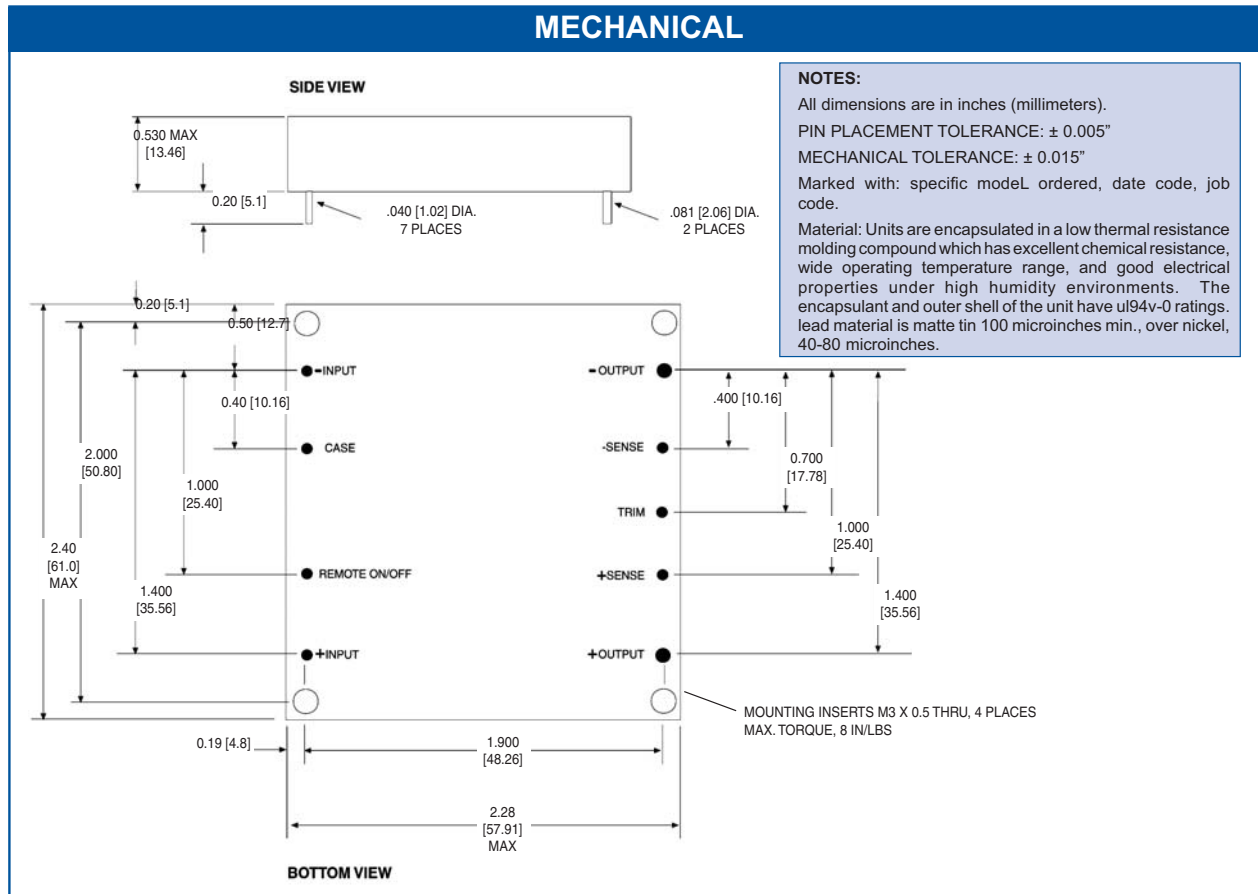 MECHANICAL
SIDE VIEW
0.530 MAX
[13.46]
0.20 [5.1]
.040 [1.02] DIA.
7 PLACES
.081 [2.06] DIA.
2 PLACES
NOTES:
All dimensions are in inches (millimeters).
PIN PLACEMENT TOLERANCE: ± 0.005”
MECHANICAL TOLERANCE: ± 0.015”
Marked with: specific modeL ordered, date code, job
code.
Material: Units are encapsulated in a low thermal resistance
molding compound which has excellent chemical resistance,
wide operating temperature range, and good electrical
properties under high humidity environments. The
encapsulant and outer shell of the unit have ul94v-0 ratings.
lead material is matte tin 100 microinches min., over nickel,
40-80 microinches.
0.20 [5.1]
0.50 [12.7]
-INPUT
-OUTPUT
0.40 [10.16]
.400 [10.16]
CASE
-SENSE
2.000
[50.80]
0.700
[17.78]
1.000
[25.40]
TRIM
1.000
[25.40]
2.40
[61.0]
MAX
REMOTE ON/OFF
+SENSE
1.400
[35.56]
1.400
[35.56]
+INPUT
+OUTPUT
MOUNTING INSERTS M3 X 0.5 THRU, 4 PLACES
MAX. TORQUE, 8 IN/LBS
0.19 [4.8]
1.900
[48.26]
2.28
[57.91]
MAX
BOTTOM VIEW